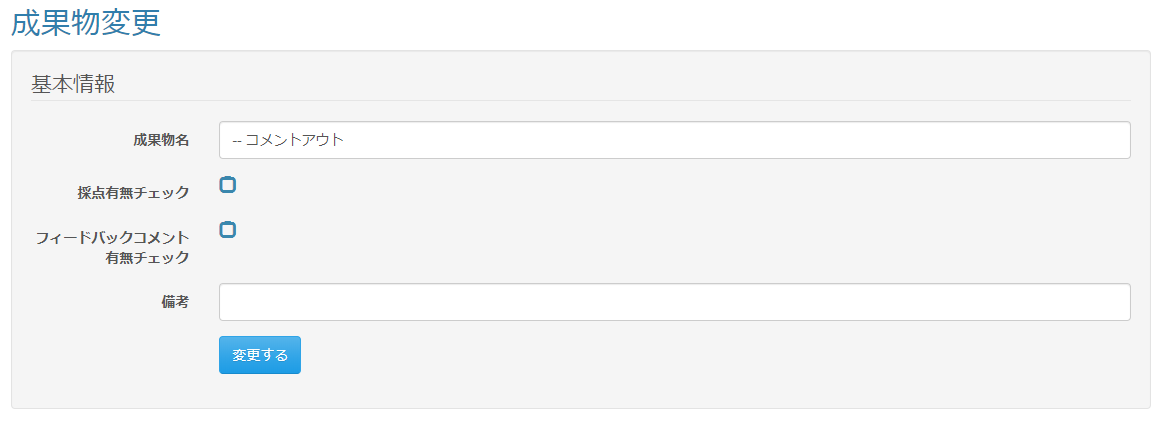 成果物変更
基本情報
成果物名
-- コメントアウト
採点有無チェック
フィードバックコメント
有無チェック
備考
変更する